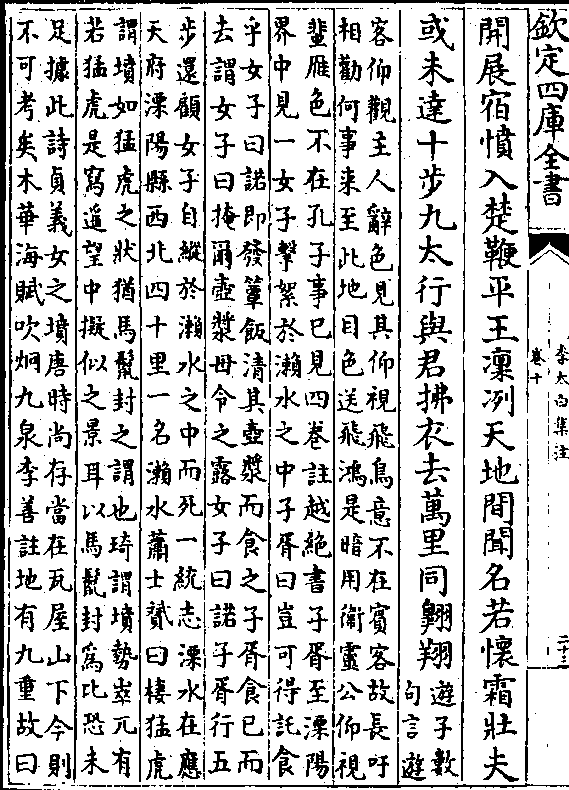 欽定四庫全書
李太白集注
卷十
二十三
開展宿憤入楚鞭平王凛冽天地間聞名若懷霜壯夫
或未達十步九太行與君拂衣去萬里同翺翔
遊子數
句言遊
客仰觀主人辭色見其仰視飛鳥意不在賓客故長吁
相勸何事来至此地目色送飛鴻是暗用衛靈公仰視
蜚雁色不在孔子事已見四巻註越絶書子胥至溧陽
界中見一女子擊絮於瀨水之中子胥曰豈可得託食
乎女子曰諾即發簞飯清其壺漿而食之子胥食已而
去謂女子曰掩爾壺漿毋令之露女子曰諾子胥行五
步還顧女子自縱於瀨水之中而死一統志溧水在應
天府溧陽縣西北四十里一名瀨水蕭士贇曰棲猛虎
謂墳如猛虎之狀猶馬鬛封之謂也琦謂墳勢崒兀有
若猛虎是寫遥望中擬似之景耳以馬鬛封為比恐未
足據此詩貞義女之墳唐時尚存當在瓦屋山下今則
不可考矣木華海賦吹烱九泉李善註地有九重故曰